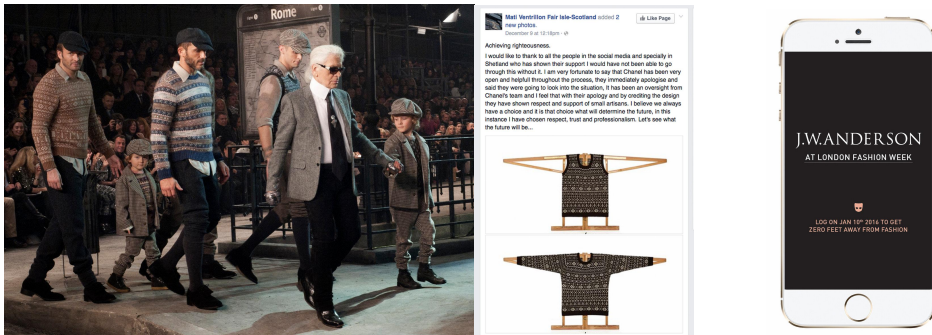 Rome
Mati Ventrillon Fair Isle-Scotland added 2
new photos.
December 9 at 12:18pm
Like Page
Achieving righteousness.
I would like to thank to all the people in the social media and specially in
Shetland who has shown their support I would have not been able to go
through this without it. I am very fortunate to say that Chanel has been very
open and helpfull throughout the process, they immediately apologise and
said they were going to look into the situation, it has been an oversight from
Chanel's team and I feel that with their apology and by crediting the design
they have shown respect and support of small artisans. I believe we always
have a choice and it is that choice what will determine the future, in this
instance I have chosen respect, trust and professionalism. Let's see what
the future will be...
J.W.ANDERSON
AT LONDON FASHION WEEK
LOG ON JAN 10TH 2016 TO GET
ZERO FEET AWAY FROM FASHION